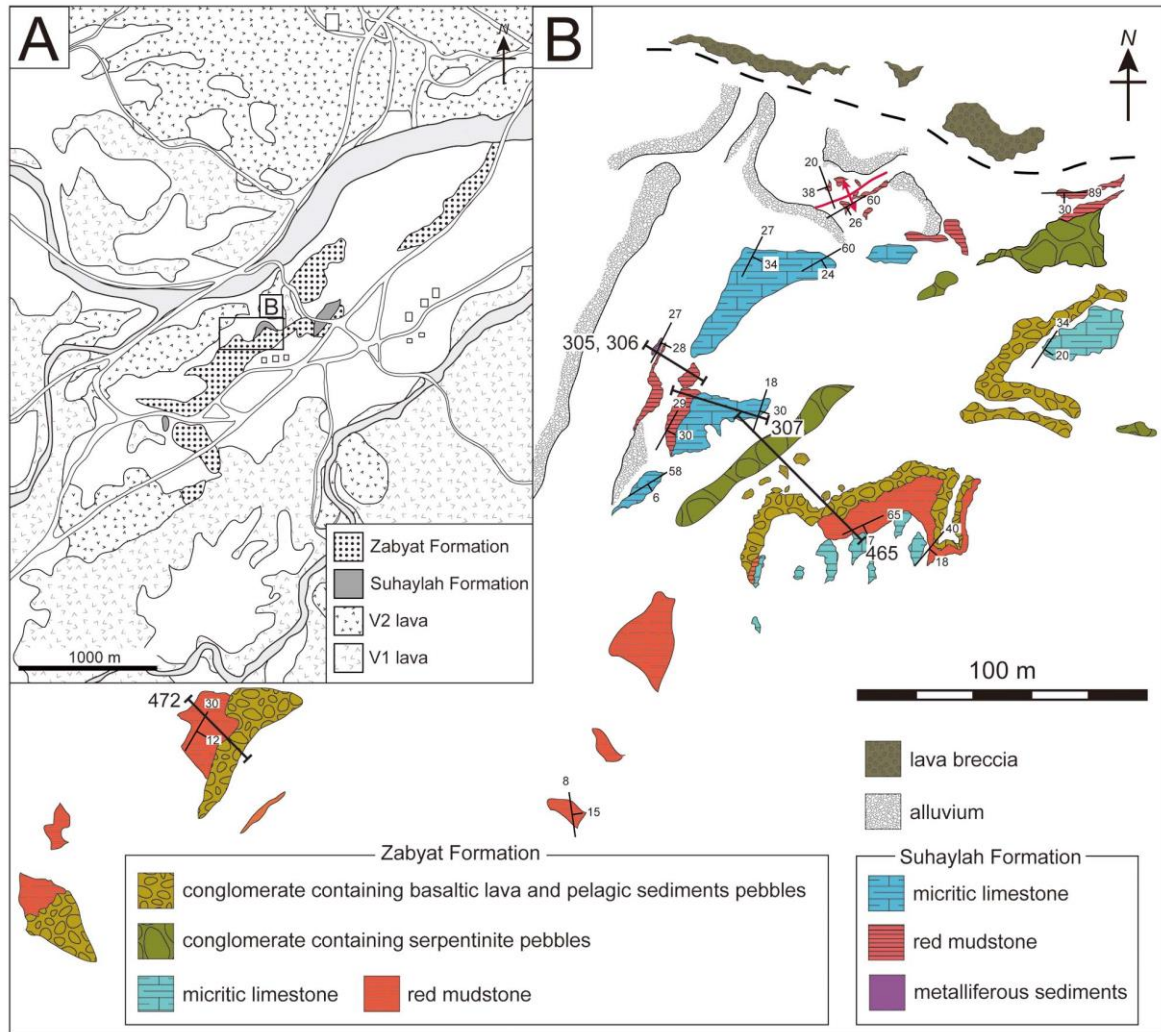 A
N
B
Zabyat Formation
Suhaylah Formation
V2 lava
V1 lava
1000 m
B
N
20
38
60
26
89
30
27
34
60
24
27
305, 306
28
34
20
18
29
30
307
30
58
6
65
40
7
465
18
100 m
472
30
12
8
15
lava breccia
alluvium
Zabyat Formation
conglomerate containing basaltic lava and pelagic sediments pebbles
conglomerate containing serpentinite pebbles
micritic limestone
red mudstone
Suhaylah Formation
micritic limestone
red mudstone
metalliferous sediments